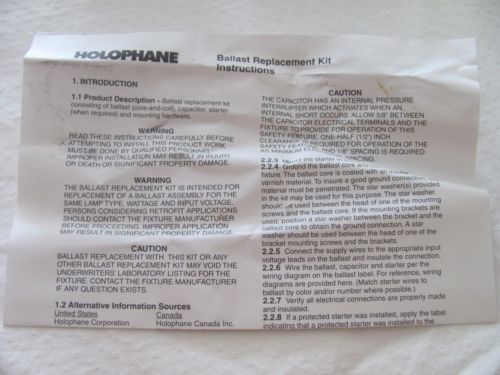 HOLOPHANE
Ballast Replacement Kit
Instructions
1. INTRODUCTION
1.1 Product Description – Ballast replacement kit
consisting of ballast (core-and-coil), capacitor, starter
(when required) and mounting hardware.
WARNING
READ THESE INSTRUCTIONS CAREFULLY BEFORE
ATTEMPTING TO INSTALL THIS PRODUCT. WORK
MUST BE DONE BY QUALIFIED PERSONNEL.
IMPROPER INSTALLATION MAY RESULT IN INJURY
OR DEATH OR SIGNIFICANT PROPERTY DAMAGE.
WARNING
THE BALLAST REPLACEMENT KIT IS INTENDED FOR
REPLACEMENT OF A BALLAST ASSEMBLY FOR THE
SAME LAMP TYPE, WATTAGE AND INPUT VOLTAGE.
PERSONS CONSIDERING RETROFIT APPLICATIONS
SHOULD CONTACT THE FIXTURE MANUFACTURER
BEFORE PROCEEDING. IMPROPER APPLICATION
MAY RESULT IN SIGNIFICANT PROPERTY DAMAGE.
CAUTION
BALLAST REPLACEMENT WITH THIS KIT OR ANY
OTHER BALLAST REPLACEMENT KIT MAY VOID THE
UNDERWRITERS' LABORATORY LISTING FOR THE
FIXTURE. CONTACT THE FIXTURE MANUFACTURER
IF ANY QUESTION EXISTS.
1.2 Alternative Information Sources
United States Canada
Holophane Corporation Holophane Canada Inc.
CAUTION
THE CAPACITOR HAS AN INTERNAL PRESSURE
INTERRUPTER WHICH ACTIVATES WHEN AN
INTERNAL SHORT OCCURS. ALLOW 5/8" BETWEEN
THE CAPACITOR ELECTRICAL TERMINALS AND THE
FIXTURE TO PROVIDE FOR OPERATION OF THIS
SAFETY FEATURE. ONE-HALF (1/2") INCH
CLEARANCE REQUIRED FOR OPERATION OF THE
SAFETY 1/8" SPACING IS REQUIRED
AN MINIMUM SPACING.
2.2.3 Mount the starter
2.2.4 Ground the ballast core
fixture. The ballast core is coated with an
varnish material. To insure a good ground connection,
material must be penetrated. The star washer(s) provided
in the kit may be used for this purpose. The star washer
should be used between the head of one of the mounting
screws and the ballast core. If the mounting brackets are
used, position a star washer between the bracket and the
ballast core to obtain the ground connection. A star
washer should be used between the head of one the
bracket mounting screws and the brackets.
2.2.5 Connect the supply wires to the appropriate input
voltage leads on the ballast and insulate the connection.
2.2.6 Wire the ballast, capacitor and starter per the
wiring diagram on the ballast label. For reference, wiring
diagrams are provided here. (Match starter wires to
ballast by color and/or number where possible.)
2.2.7 Verify all electrical connections are properly made
and insulated.
2.2.8 If a protected starter was installed, apply the label
indicating that a protected starter was installed to the